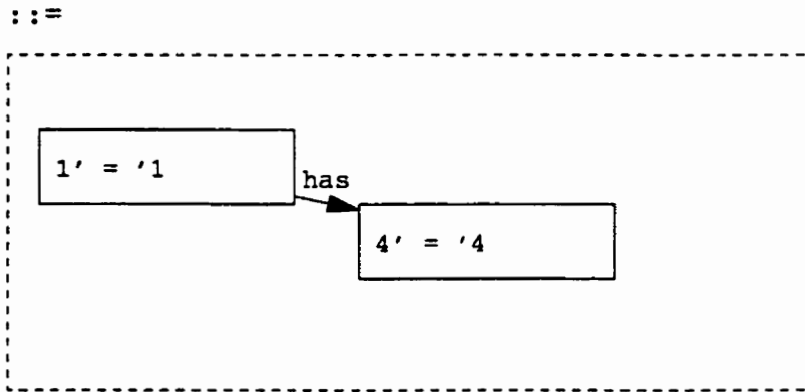 ::=
1' = '1
has
4' = '4